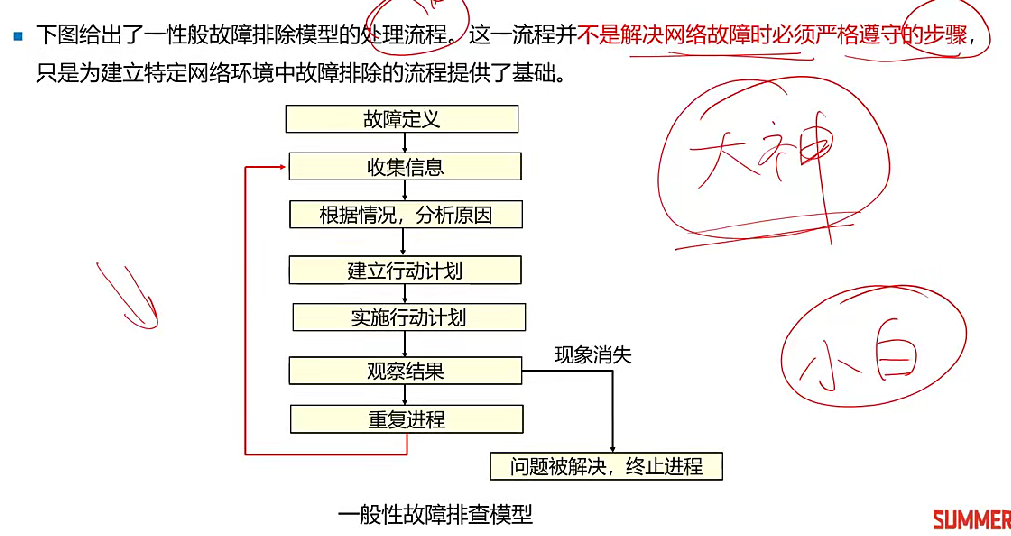 下图给出了一性般故障排除模型的处理流程。这一流程并不是解决网络故障时必须严格遵守的步骤，
只是为建立特定网络环境中故障排除的流程提供了基础。
故障定义
收集信息
根据情况，分析原因
建立行动计划
实施行动计划
观察结果
现象消失
重复进程
问题被解决，终止进程
一般性故障排查模型
大神
小白
SUMMER